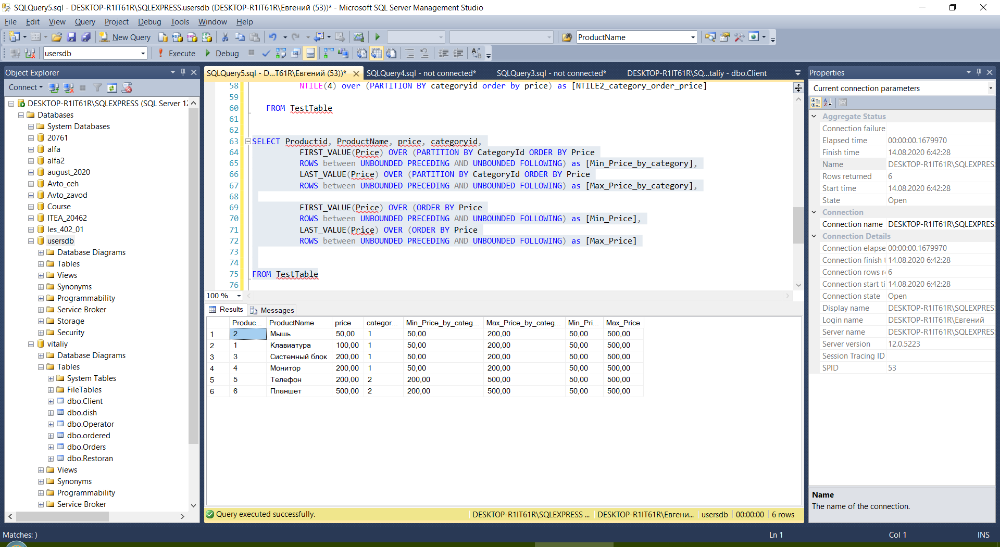 SQLQuery5.sql - DESKTOP-R1IT61R\SQLEXPRESS.usersdb (DESKTOP-R1IT61R\Евгений (53))* - Microsoft SQL Server Management Studio
File Edit View Query Project Debug Tools Window Help
New Query ProductName
usersdb Execute Debug
Object Explorer
Connect
DESKTOP-R1IT61R\SQLEXPRESS (SQL Server 12
Databases
System Databases
20761
alfa
alfa2
august_2020
Avto_ceh
Avto_zavod
Course
ITEA_20462
les_402_01
usersdb
Database Diagrams
Tables
Views
Synonyms
Programmability
Service Broker
Storage
Security
vitaliy
Database Diagrams
Tables
System Tables
FileTables
dbo.Client
dbo.dish
dbo.Operator
dbo.ordered
dbo.Orders
dbo.Restoran
Views
Synonyms
Programmability
Service Broker
SQLQuery5.sql - D...T61R\Евгений (53))* SQLQuery4.sql - not connected* SQLQuery3.sql - not connected* DESKTOP-R1IT61R\SQ...taliy - dbo.Client
58 NTILE(4) over (PARTITION BY categoryid order by price) as [NTILE2_category_order_price]
59
60 FROM TestTable
61
62
63 SELECT Productid, ProductName, price, categoryid,
64 FIRST_VALUE(Price) OVER (PARTITION BY CategoryId ORDER BY Price
65 ROWS between UNBOUNDED PRECEDING AND UNBOUNDED FOLLOWING) as [Min_Price_by_category],
66 LAST_VALUE(Price) OVER (PARTITION BY CategoryId ORDER BY Price
67 ROWS between UNBOUNDED PRECEDING AND UNBOUNDED FOLLOWING) as [Max_Price_by_category],
68
69 FIRST_VALUE(Price) OVER (ORDER BY Price
70 ROWS between UNBOUNDED PRECEDING AND UNBOUNDED FOLLOWING) as [Min_Price],
71 LAST_VALUE(Price) OVER (ORDER BY Price
72 ROWS between UNBOUNDED PRECEDING AND UNBOUNDED FOLLOWING) as [Max_Price]
73
74
75 FROM TestTable
76
100 %
Results Messages
Produc... ProductName price categor... Min_Price_by_categ... Max_Price_by_categ... Min_Pri... Max_Price
1 2 Мышь 50,00 1 50,00 200,00 50,00 500,00
2 1 Клавиатура 100,00 1 50,00 200,00 50,00 500,00
3 3 Системный блок 200,00 1 50,00 200,00 50,00 500,00
4 4 Монитор 200,00 1 50,00 200,00 50,00 500,00
5 5 Телефон 200,00 2 200,00 500,00 50,00 500,00
6 6 Планшет 500,00 2 200,00 500,00 50,00 500,00
Query executed successfully. DESKTOP-R1IT61R\SQLEXPRESS ... DESKTOP-R1IT61R\Евгени... usersdb 00:00:00 6 rows
Properties
Current connection parameters
Aggregate Status
Connection failure
Elapsed time 00:00:00.1679970
Finish time 14.08.2020 6:42:28
Name DESKTOP-R1IT61R\SQLEXPRESS
Rows returned 6
Start time 14.08.2020 6:42:28
State Open
Connection
Connection name DESKTOP-R1IT61R\SQLEXPRESS
Connection Details
Connection elapse 00:00:00.1679970
Connection finish t 14.08.2020 6:42:28
Connection rows re 6
Connection start ti 14.08.2020 6:42:28
Connection state Open
Display name DESKTOP-R1IT61R\SQLEXPRESS
Login name DESKTOP-R1IT61R\Евгений
Server name DESKTOP-R1IT61R\SQLEXPRESS
Server version 12.0.5223
Session Tracing ID
SPID 53
Name
The name of the connection.
Matches: ) Ln 1 Col 1 INS